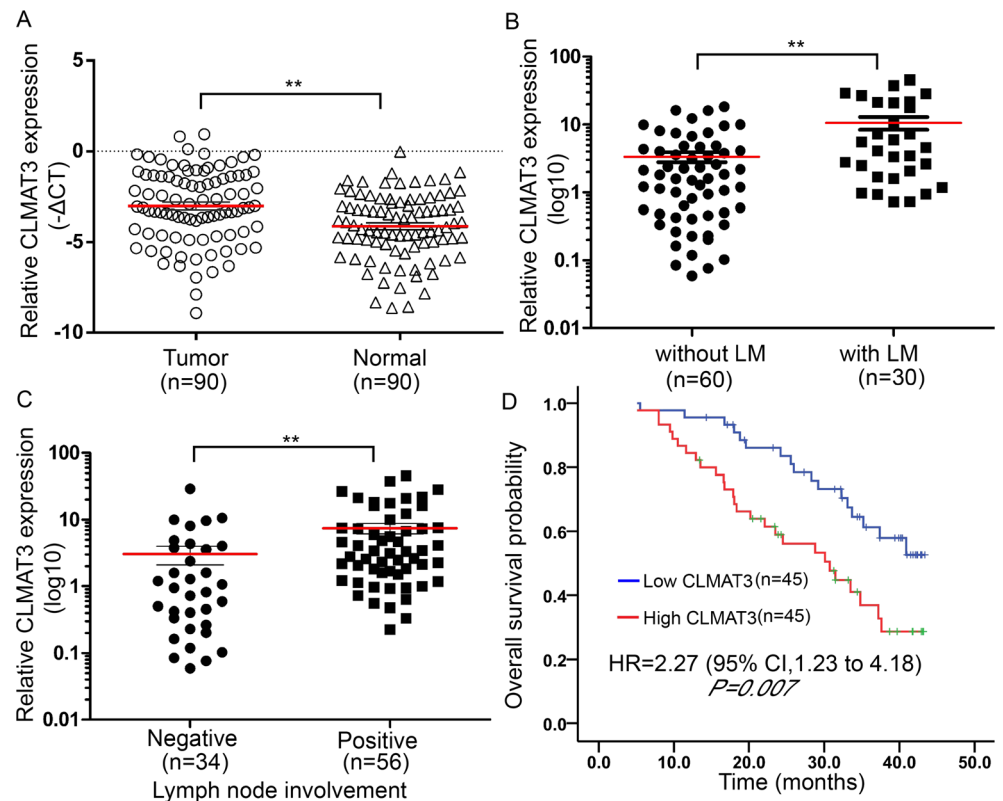 A
Relative CLMAT3 expression
(-ΔCT)
5
0
-5
-10
**
Tumor
(n=90)
Normal
(n=90)
B
Relative CLMAT3 expression
(log10)
100
10
1
0.1
0.01
**
without LM
(n=60)
with LM
(n=30)
C
Relative CLMAT3 expression
(log10)
100
10
1
0.1
0.01
**
Negative
(n=34)
Positive
(n=56)
Lymph node involvement
D
Overall survival probability
1.0
0.8
0.6
0.4
0.2
0.0
Low CLMAT3(n=45)
High CLMAT3(n=45)
HR=2.27 (95% CI,1.23 to 4.18)
P=0.007
0.0 10.0 20.0 30.0 40.0 50.0
Time (months)